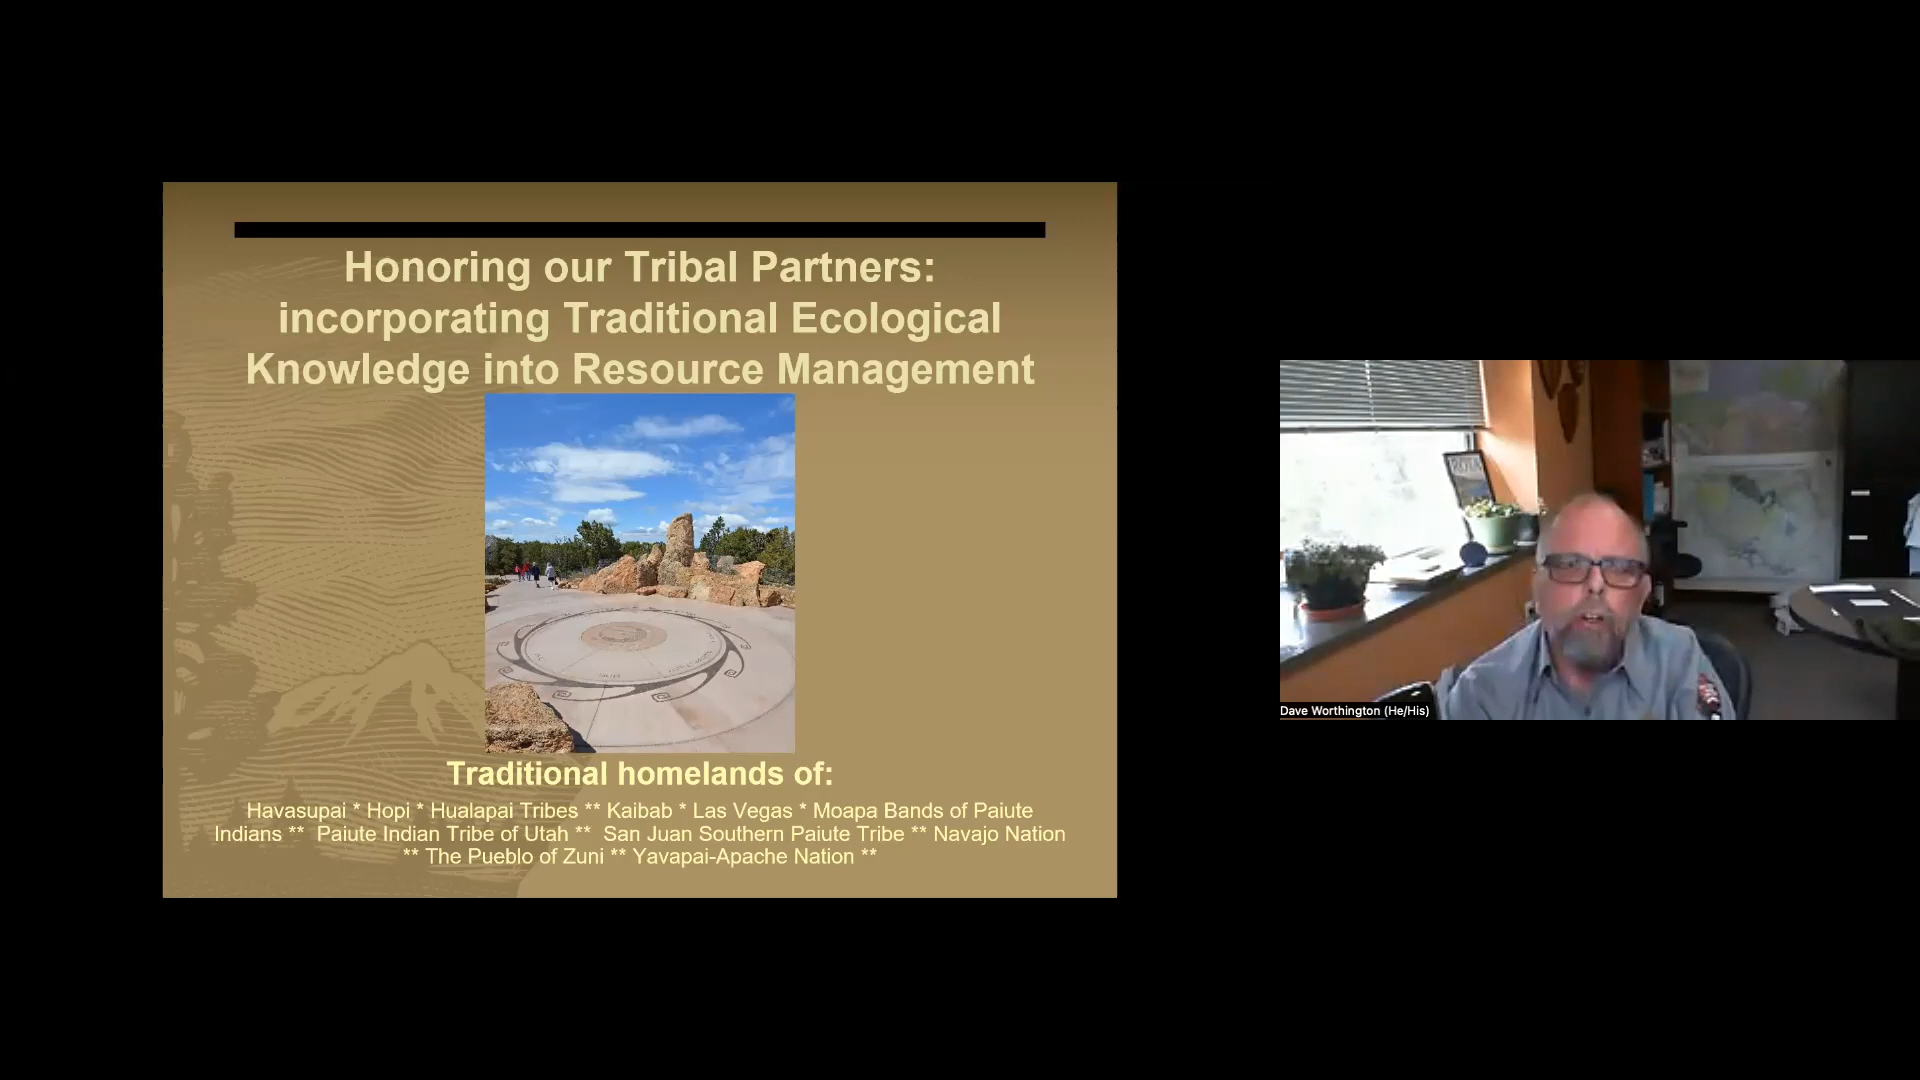 Honoring our Tribal Partners:
incorporating Traditional Ecological
Knowledge into Resource Management
Traditional homelands of:
Havasupai * Hopi * Hualapai Tribes ** Kaibab * Las Vegas * Moapa Bands of Paiute
Indians ** Paiute Indian Tribe of Utah ** San Juan Southern Paiute Tribe ** Navajo Nation
** The Pueblo of Zuni ** Yavapai-Apache Nation **
Dave Worthington (He/His)